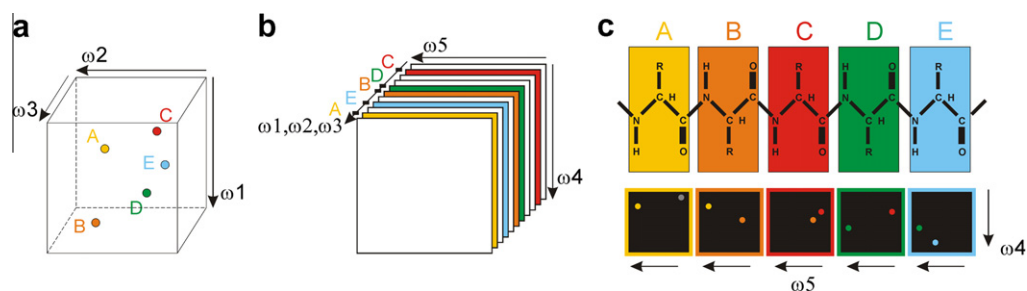 a
ω2
ω3
C
A
E
D
B
ω1
b
ω5
C
D
B
E
A
ω1,ω2,ω3
ω4
c
A B C D E
R H O R H O R
C H N C H N C H
N C H C N C H C N C H C
H O R H O R H O
ω4
ω5